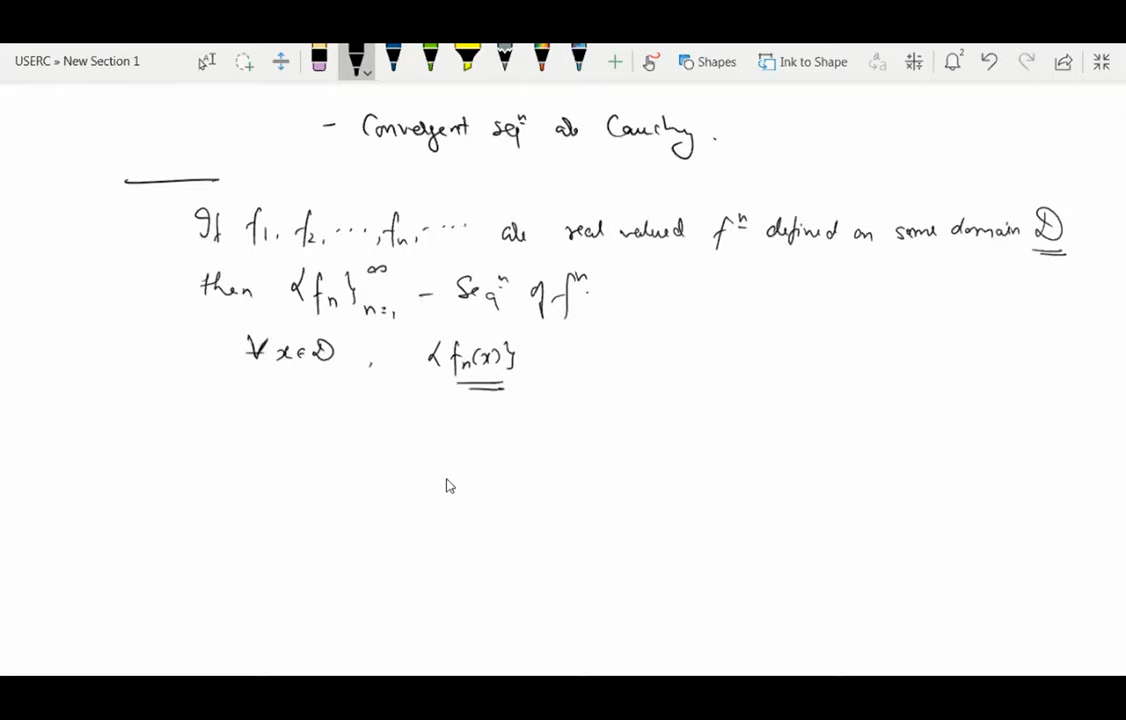 USERC » New Section 1
Shapes
Ink to Shape
2
- Convergent seqⁿ are Cauchy.
If f₁, f₂, ..., fₙ, ... are real valued fⁿ defined on some domain D
then {fₙ}ₙ₌₁^∞ - Seqⁿ of fⁿ.
∀ x ∈ D, {fₙ(x)}